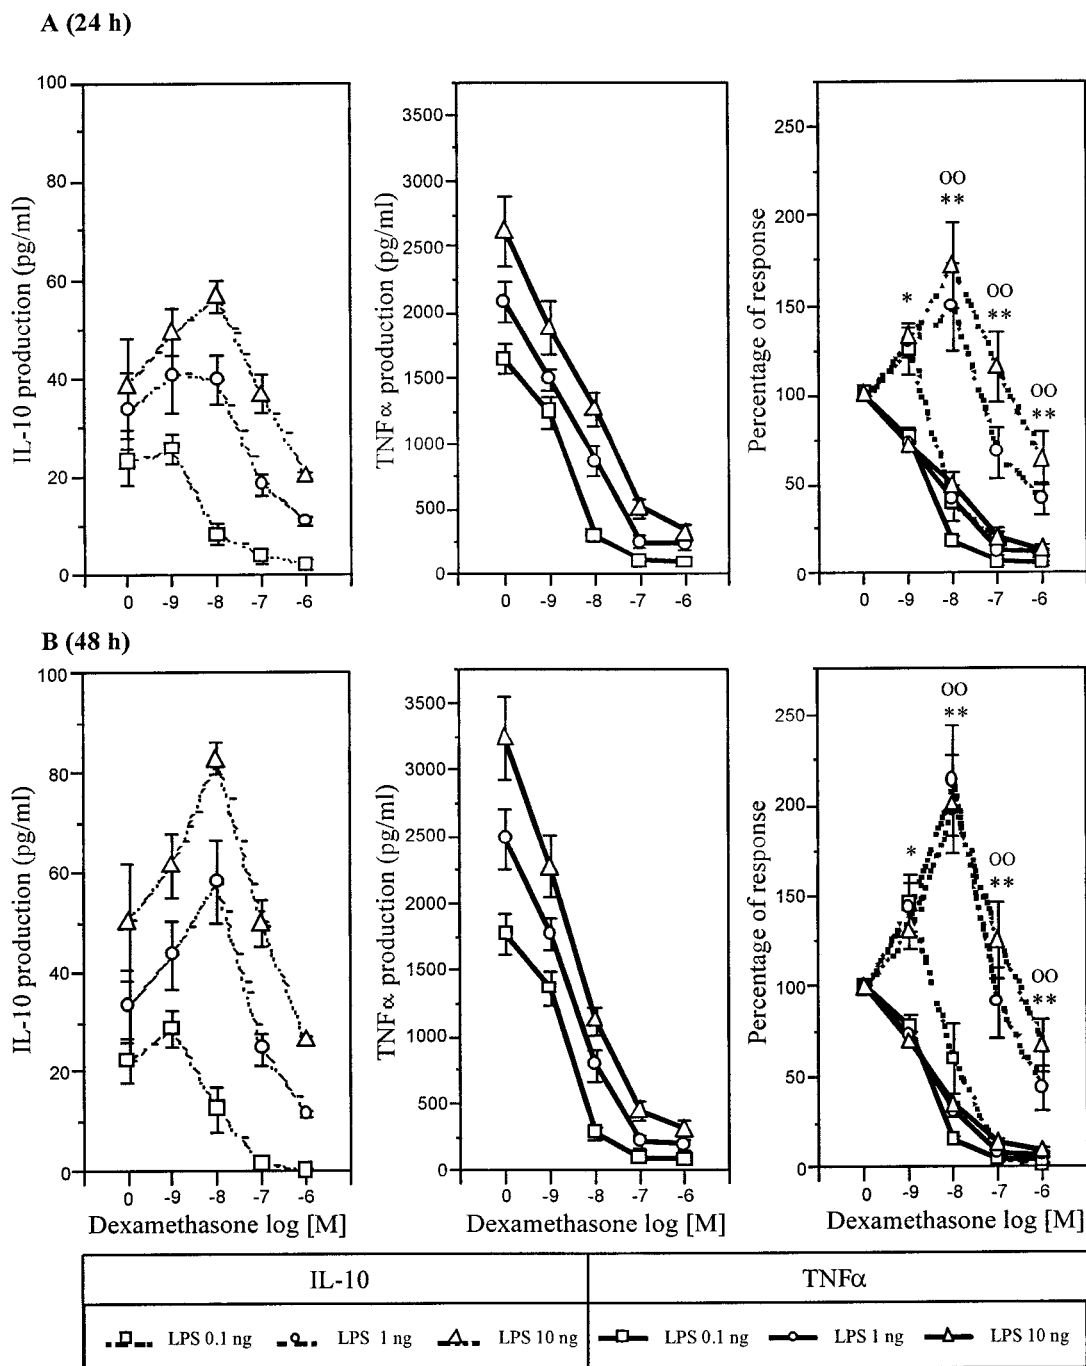 A (24 h)
IL-10 production (pg/ml)
100
80
60
40
20
0
0 -9 -8 -7 -6
TNFα production (pg/ml)
3500
3000
2500
2000
1500
1000
500
0
0 -9 -8 -7 -6
Percentage of response
250
200
150
100
50
0
*
OO
**
OO
**
OO
**
0 -9 -8 -7 -6
B (48 h)
IL-10 production (pg/ml)
100
80
60
40
20
0
0 -9 -8 -7 -6
Dexamethasone log [M]
TNFα production (pg/ml)
3500
3000
2500
2000
1500
1000
500
0
0 -9 -8 -7 -6
Dexamethasone log [M]
Percentage of response
250
200
150
100
50
0
*
OO
**
OO
**
OO
**
0 -9 -8 -7 -6
Dexamethasone log [M]
IL-10 TNFα
LPS 0.1 ng LPS 1 ng LPS 10 ng LPS 0.1 ng LPS 1 ng LPS 10 ng